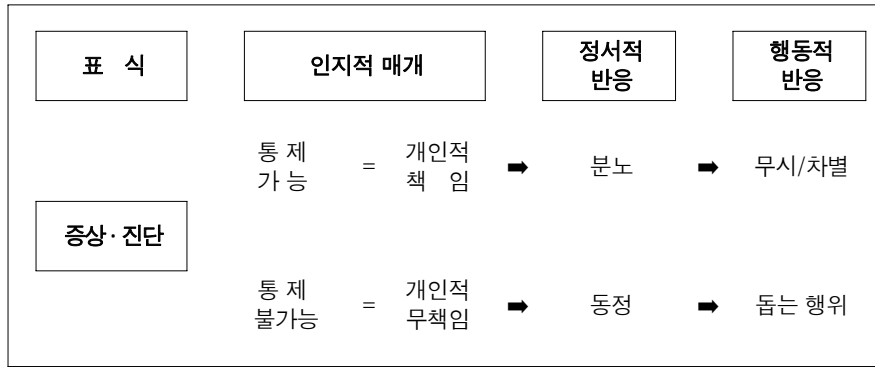 표 식 인지적 매개 정서적 반응 행동적 반응
통 제 가 능 = 개인적 책 임 ➡ 분노 ➡ 무시/차별
증상·진단
통 제 불가능 = 개인적 무책임 ➡ 동정 ➡ 돕는 행위